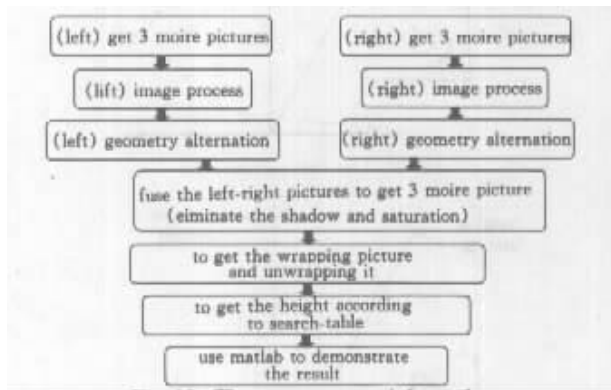 (left) get 3 moire pictures
(right) get 3 moire pictures
(lift) image process
(right) image process
(left) geometry alternation
(right) geometry alternation
fuse the left-right pictures to get 3 moire picture
(eiminate the shadow and saturation)
to get the wrapping picture
and unwrapping it
to get the height according
to search-table
use matlab to demonstrate
the result